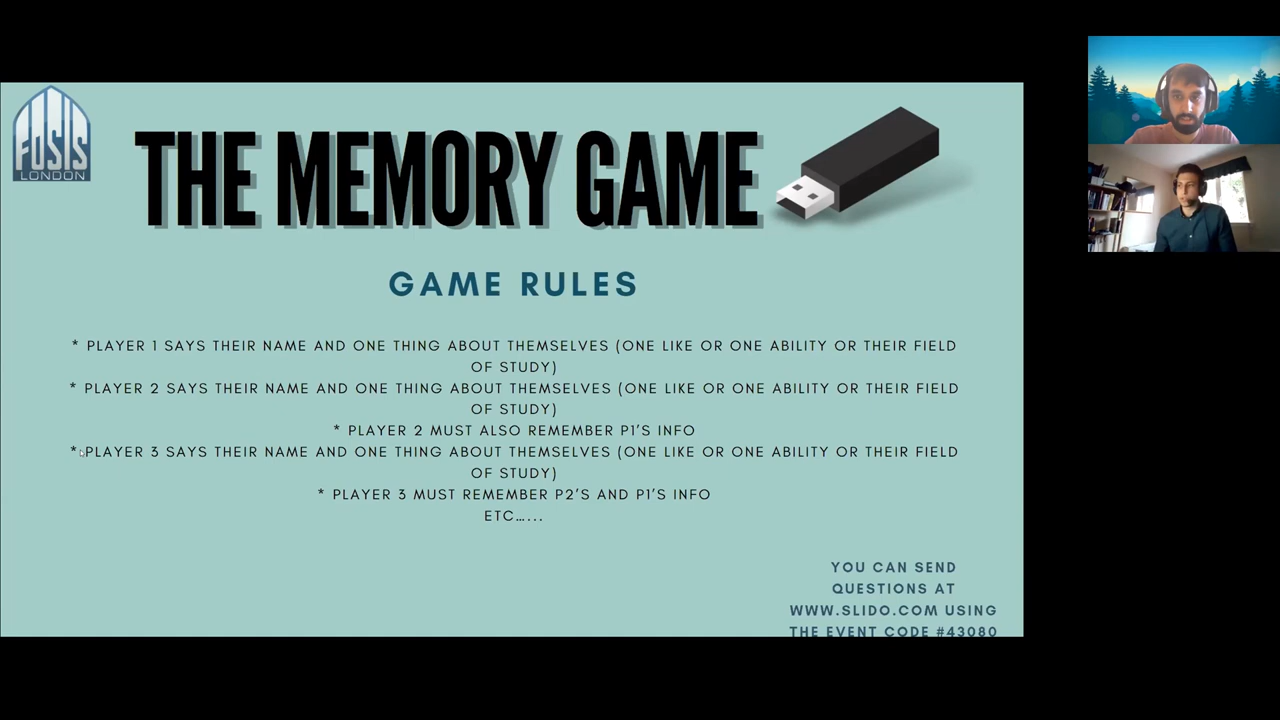 FOSIS
LONDON
THE MEMORY GAME
GAME RULES
* PLAYER 1 SAYS THEIR NAME AND ONE THING ABOUT THEMSELVES (ONE LIKE OR ONE ABILITY OR THEIR FIELD
OF STUDY)
* PLAYER 2 SAYS THEIR NAME AND ONE THING ABOUT THEMSELVES (ONE LIKE OR ONE ABILITY OR THEIR FIELD
OF STUDY)
* PLAYER 2 MUST ALSO REMEMBER P1'S INFO
* PLAYER 3 SAYS THEIR NAME AND ONE THING ABOUT THEMSELVES (ONE LIKE OR ONE ABILITY OR THEIR FIELD
OF STUDY)
* PLAYER 3 MUST REMEMBER P2'S AND P1'S INFO
ETC…...
YOU CAN SEND
QUESTIONS AT
WWW.SLIDO.COM USING
THE EVENT CODE #43080